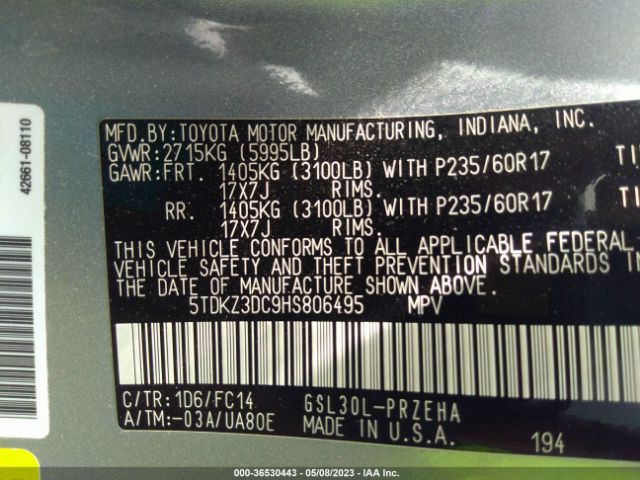 42661-08110
MFD.BY:TOYOTA MOTOR MANUFACTURING, INDIANA, INC.
GVWR:2715KG (5995LB)
GAWR:FRT. 1405KG (3100LB) WITH P235/60R17 TI
17X7J RIMS.
RR. 1405KG (3100LB) WITH P235/60R17 TI
17X7J RIMS.
THIS VEHICLE CONFORMS TO ALL APPLICABLE FEDERAL
VEHICLE SAFETY AND THEFT PREVENTION STANDARDS IN
THE DATE OF MANUFACTURE SHOWN ABOVE.
5TDKZ3DC9HS806495 MPV
C/TR:1D6/FC14 GSL30L-PRZEHA
A/TM:-03A/UA80E MADE IN U.S.A. 194
000-36530443 - 05/08/2023 - IAA Inc.